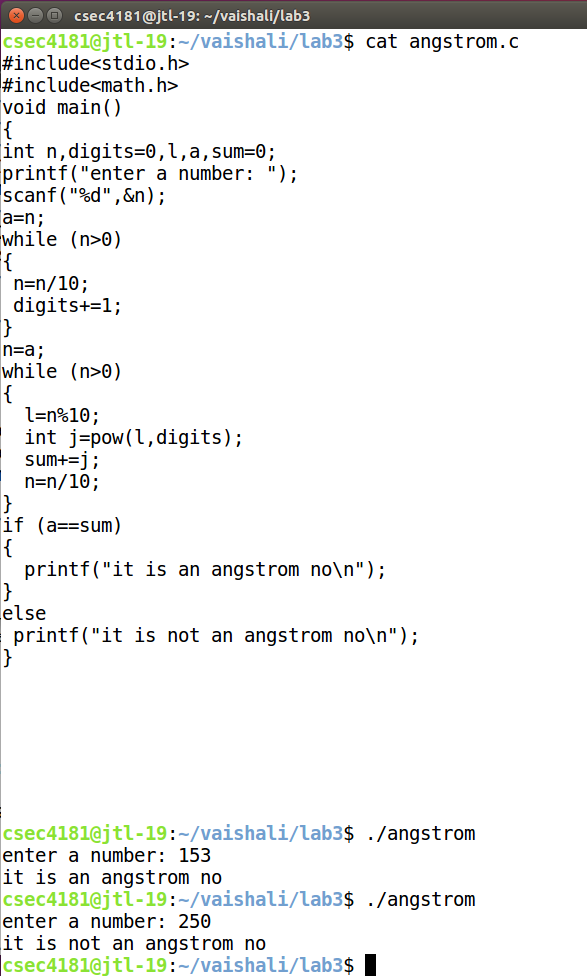 csec4181@jtl-19: ~/vaishali/lab3
csec4181@jtl-19:~/vaishali/lab3$ cat angstrom.c
#include<stdio.h>
#include<math.h>
void main()
{
int n,digits=0,l,a,sum=0;
printf("enter a number: ");
scanf("%d",&n);
a=n;
while (n>0)
{
 n=n/10;
 digits+=1;
}
n=a;
while (n>0)
{
  l=n%10;
  int j=pow(l,digits);
  sum+=j;
  n=n/10;
}
if (a==sum)
{
  printf("it is an angstrom no\n");
}
else
 printf("it is not an angstrom no\n");
}
csec4181@jtl-19:~/vaishali/lab3$ ./angstrom
enter a number: 153
it is an angstrom no
csec4181@jtl-19:~/vaishali/lab3$ ./angstrom
enter a number: 250
it is not an angstrom no
csec4181@jtl-19:~/vaishali/lab3$